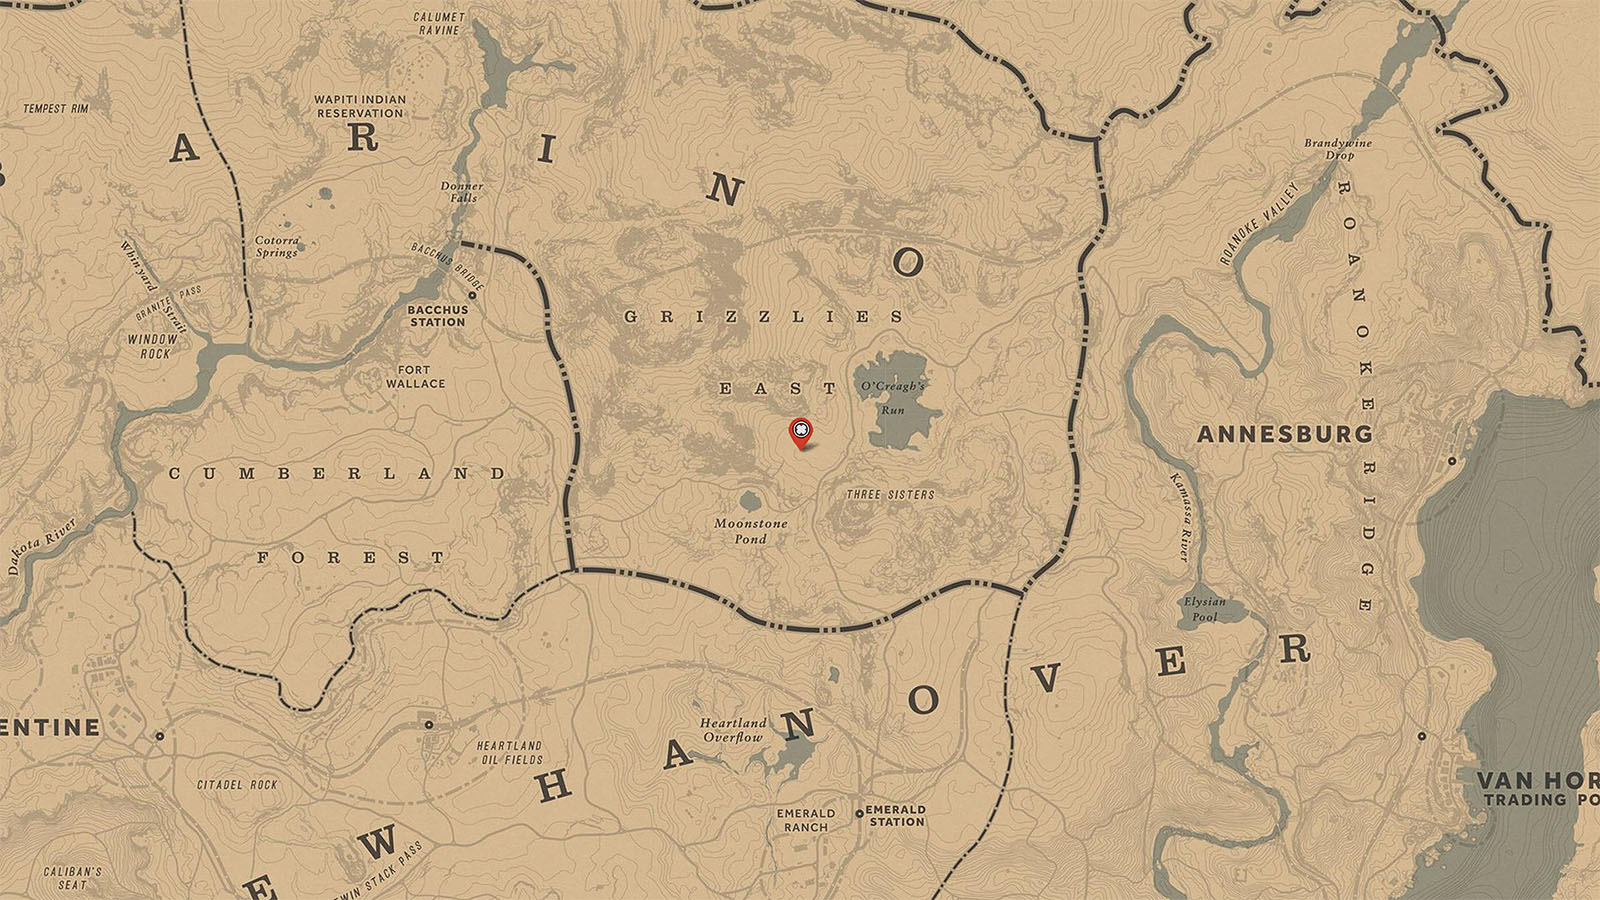 CALUMET
RAVINE
TEMPEST RIM
WAPITI INDIAN
RESERVATION
B A R I N O
Donner
Falls
Brandywine
Drop
ROANOKE VALLEY
ROANOKE RIDGE
Cotorra
Springs
Whinyard Strait
BACCHUS BRIDGE
GRANITE PASS
BACCHUS
STATION
WINDOW
ROCK
GRIZZLIES
EAST
FORT
WALLACE
O'Creagh's
Run
ANNESBURG
CUMBERLAND
FOREST
THREE SISTERS
Moonstone
Pond
Kamassa River
Dakota River
Elysian
Pool
E W H A N O V E R
ENTINE
Heartland
Overflow
HEARTLAND
OIL FIELDS
CITADEL ROCK
VAN HOR
TRADING PO
EMERALD
RANCH
EMERALD
STATION
CALIBAN'S
SEAT
WIN STACK PASS